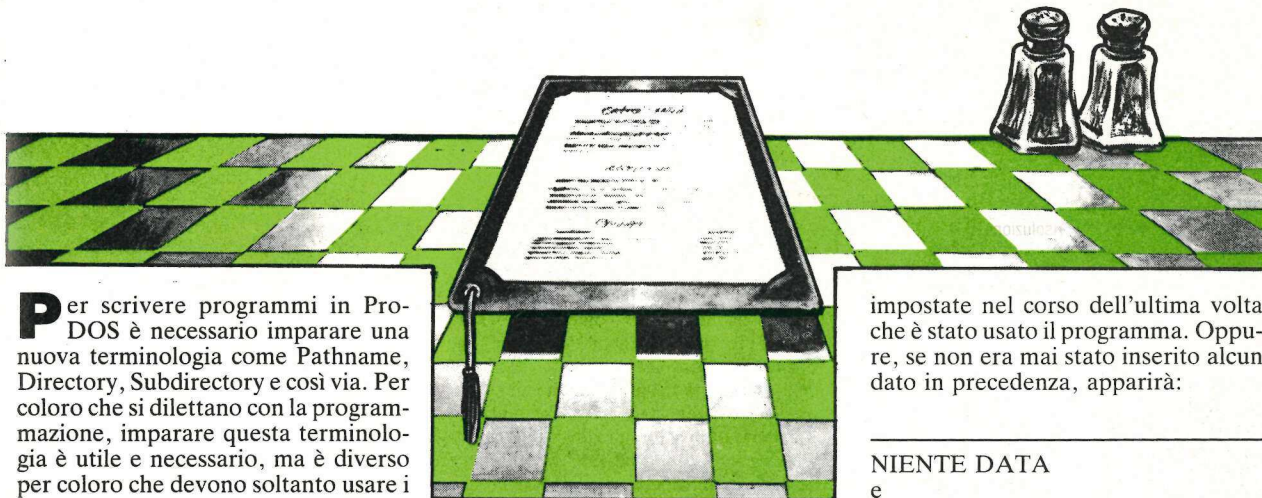 Per scrivere programmi in Pro-
DOS è necessario imparare una
nuova terminologia come Pathname,
Directory, Subdirectory e così via. Per
coloro che si dilettano con la program-
mazione, imparare questa terminolo-
gia è utile e necessario, ma è diverso
per coloro che devono soltanto usare i
impostate nel corso dell'ultima volta
che è stato usato il programma. Oppu-
re, se non era mai stato inserito alcun
dato in precedenza, apparirà:
NIENTE DATA
e